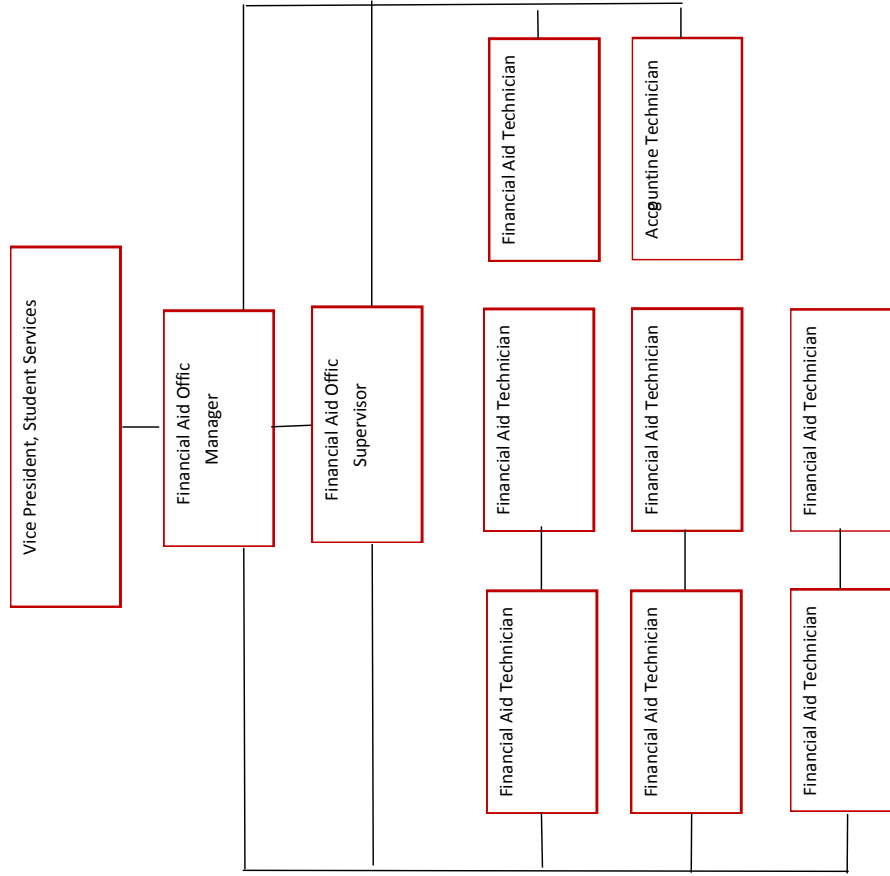 Vice President, Student Services
Financial Aid Offic
Manager
Financial Aid Offic
Supervisor
Financial Aid Technician
Financial Aid Technician
Financial Aid Technician
Financial Aid Technician
Financial Aid Technician
Accountine Technician
Financial Aid Technician
Financial Aid Technician